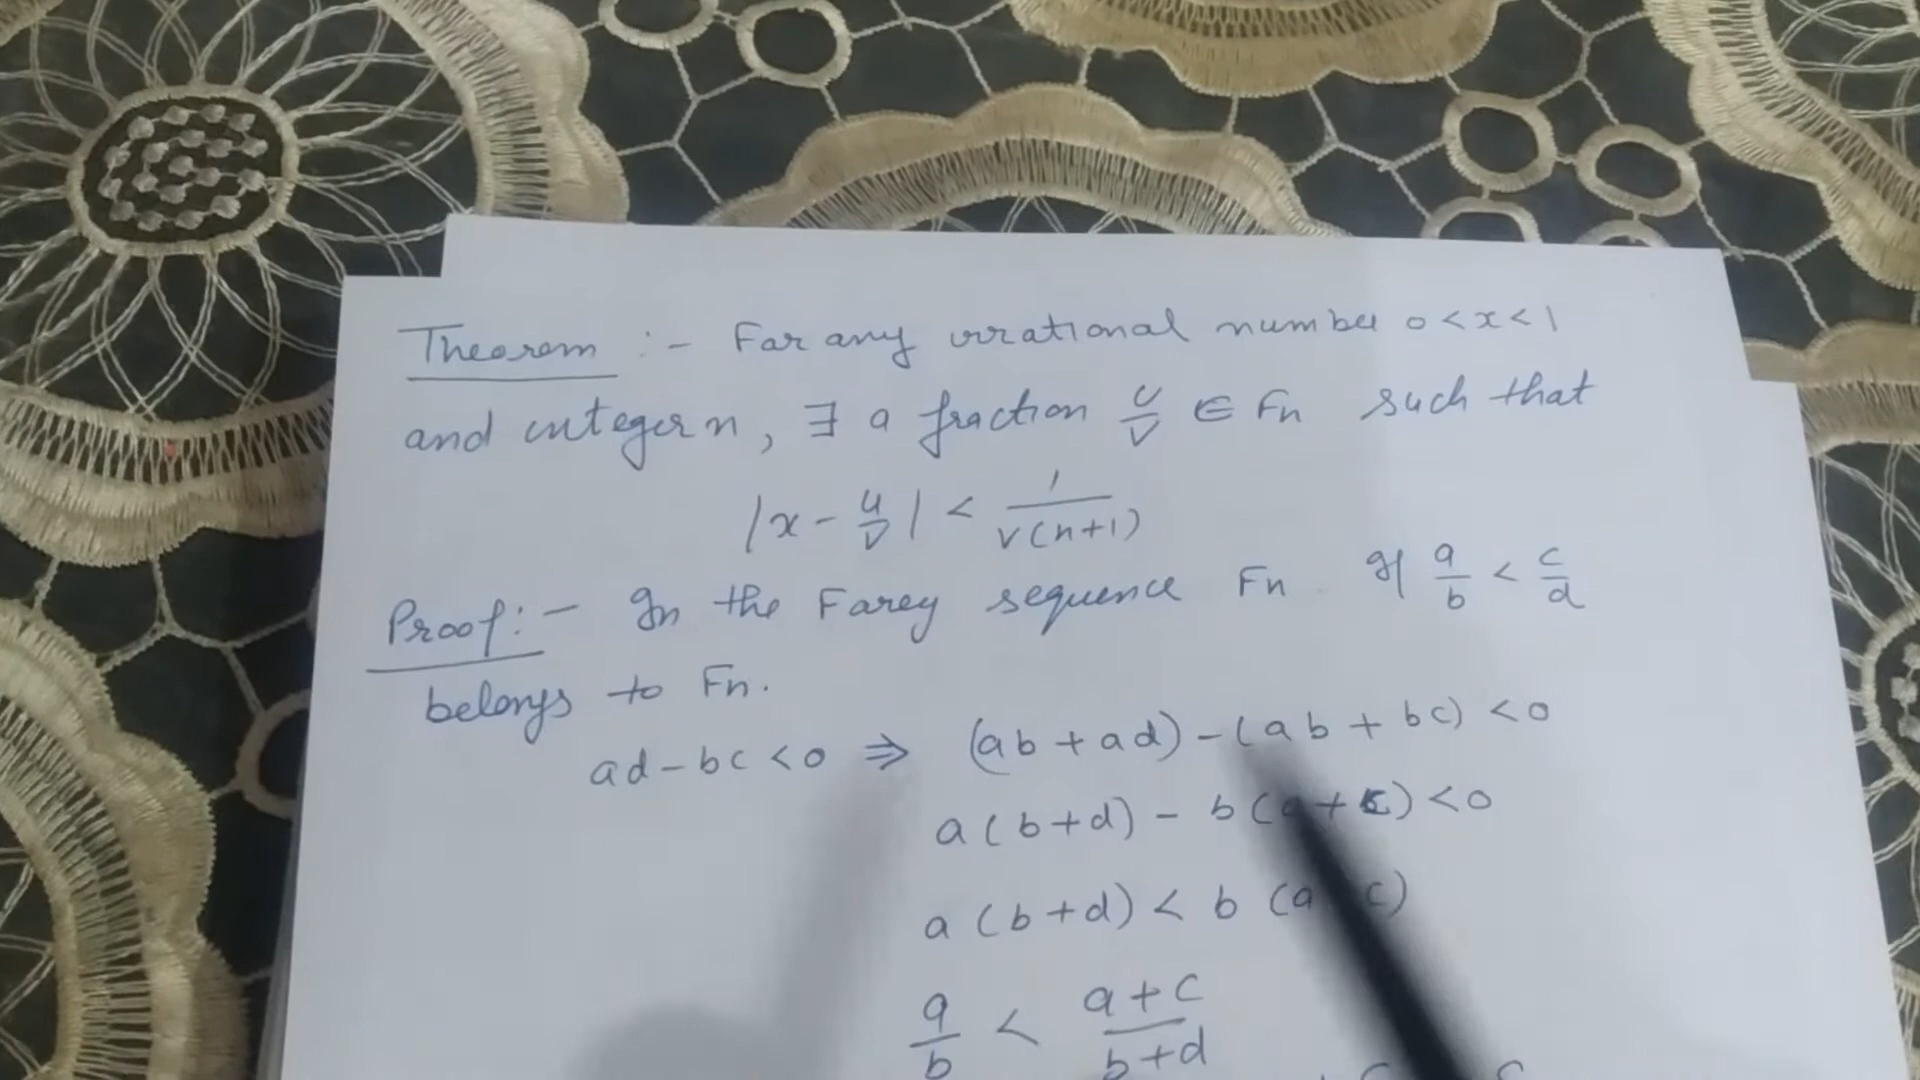 Theorem :- For any irrational number 0 < x < 1
and integer n, ∃ a fraction u/v ∈ Fn such that
|x - u/v| < 1/v(n+1)
Proof :- In the Farey sequence Fn If a/b < c/d
belongs to Fn.
ad - bc < 0 ⇒ (ab + ad) - (ab + bc) < 0
a(b+d) - b(a+c) < 0
a(b+d) < b(a c)
a/b < a+c/b+d